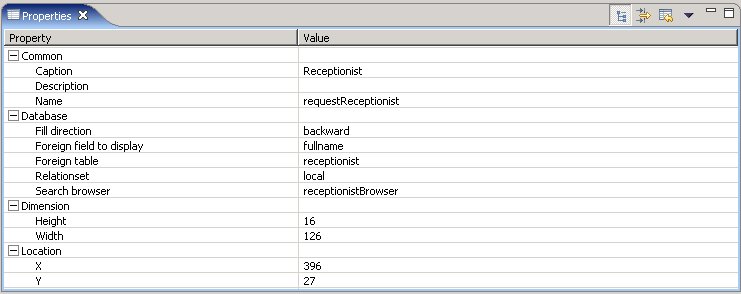 Properties
Property Value
Common
Caption Receptionist
Description
Name requestReceptionist
Database
Fill direction backward
Foreign field to display fullname
Foreign table receptionist
Relationset local
Search browser receptionistBrowser
Dimension
Height 16
Width 126
Location
X 396
Y 27